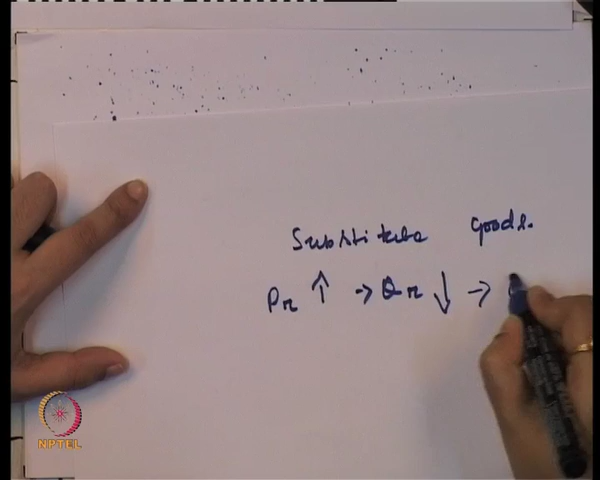 Substitute goods.
Px ↑ → Qx ↓ →
NPTEL